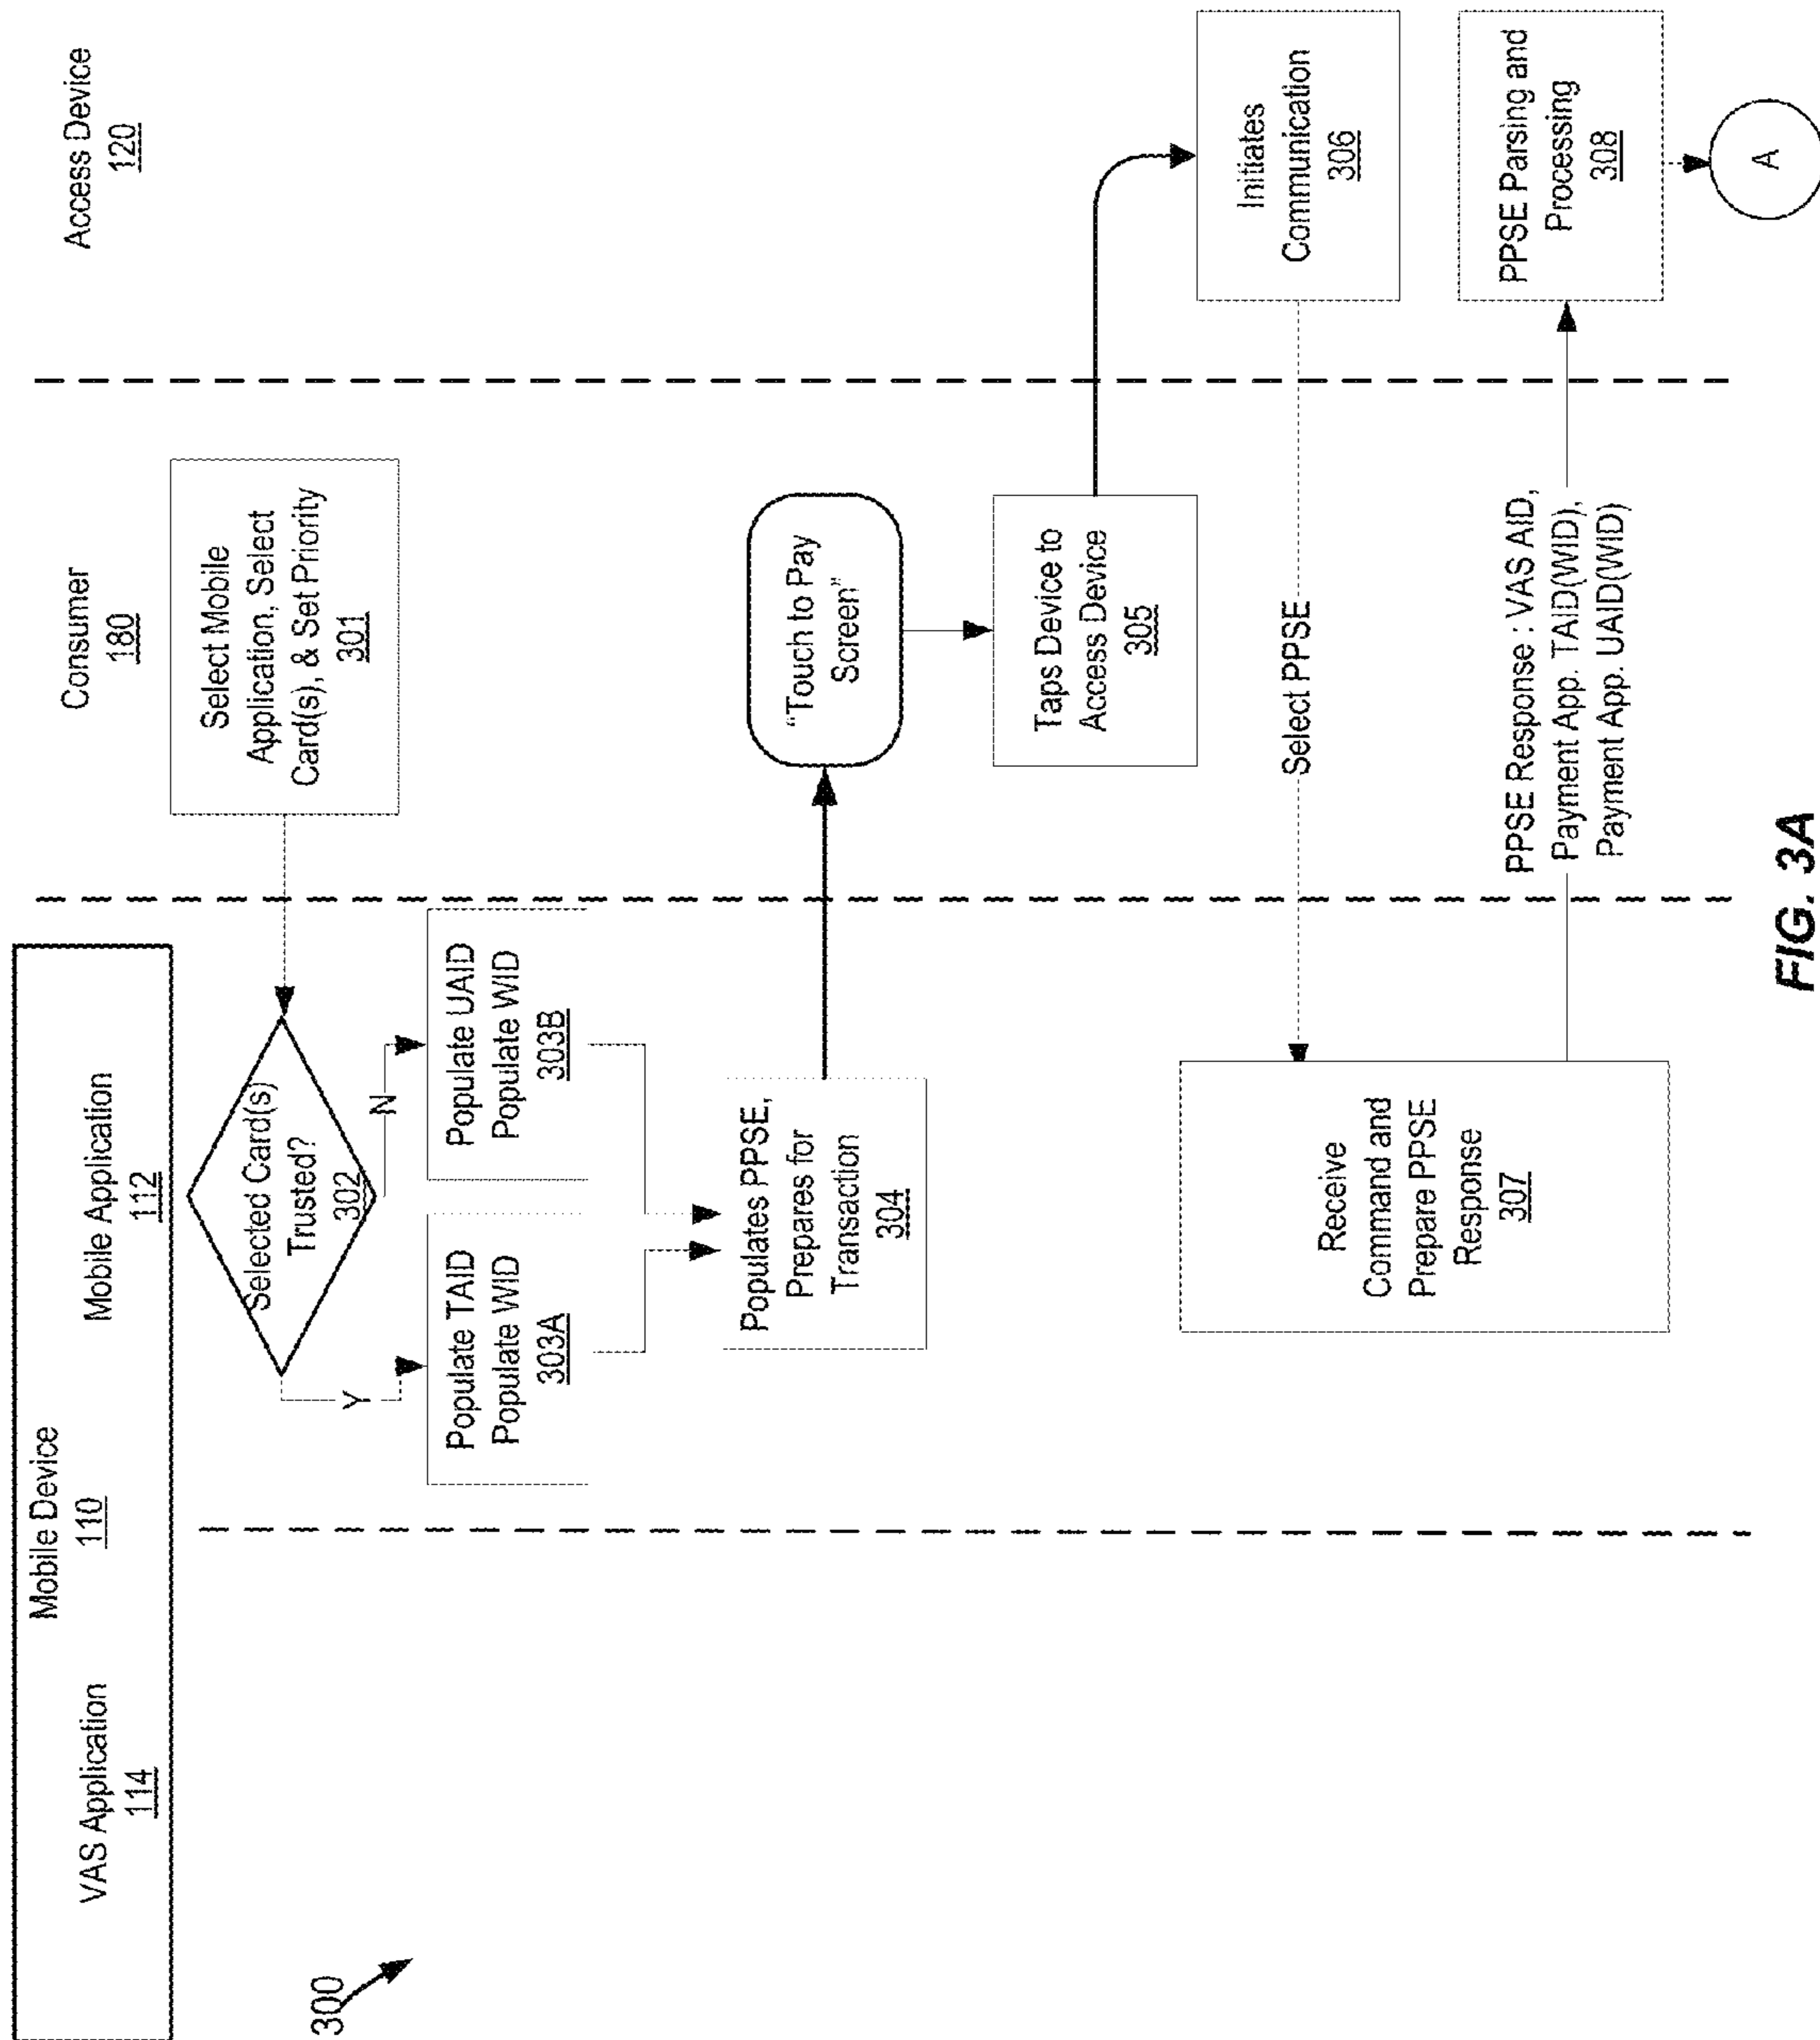 Mobile Device
110
VAS Application
114
Mobile Application
112
Consumer
180
Access Device
120
300
Select Mobile
Application, Select
Card(s), & Set Priority
301
Selected Card(s)
Trusted?
302
Y
N
Populate TAID
Populate WID
303A
Populate UAID
Populate WID
303B
Populates PPSE,
Prepares for
Transaction
304
"Touch to Pay
Screen"
Taps Device to
Access Device
305
Initiates
Communication
306
Select PPSE
Receive
Command and
Prepare PPSE
Response
307
PPSE Response : VAS AID,
Payment App. TAID(WID),
Payment App. UAID(WID)
PPSE Parsing and
Processing
308
A
FIG. 3A